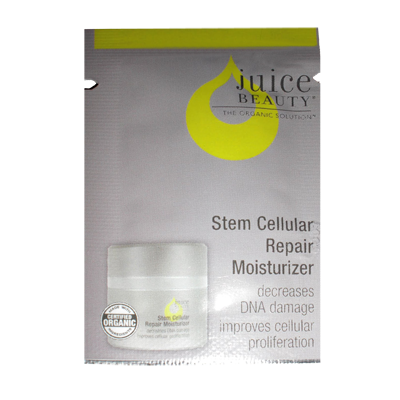 juice
BEAUTY®
THE ORGANIC SOLUTION™
Stem Cellular
Repair
Moisturizer
decreases
DNA damage
improves cellular
proliferation
Stem Cellular
Repair Moisturizer
CERTIFIED
ORGANIC